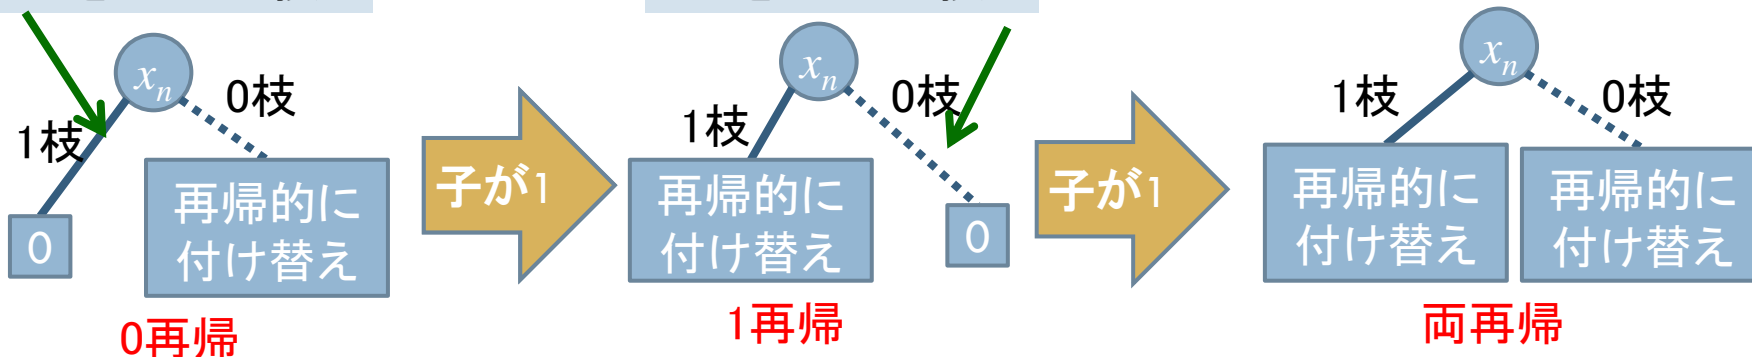 xn
1枝
0枝
0
再帰的に
付け替え
0再帰
子が1
xn
1枝
0枝
再帰的に
付け替え
0
1再帰
子が1
xn
1枝
0枝
再帰的に
付け替え
再帰的に
付け替え
両再帰